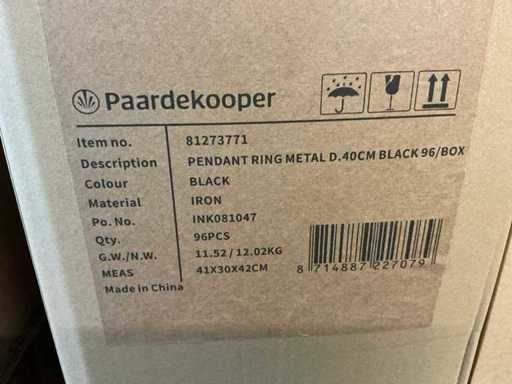 Paardekooper
Item no. 81273771
Description PENDANT RING METAL D.40CM BLACK 96/BOX
Colour BLACK
Material IRON
Po. No. INK081047
Qty. 96PCS
G.W./N.W. 11.52/12.02KG
MEAS 41X30X42CM
Made in China
8 714887 227079